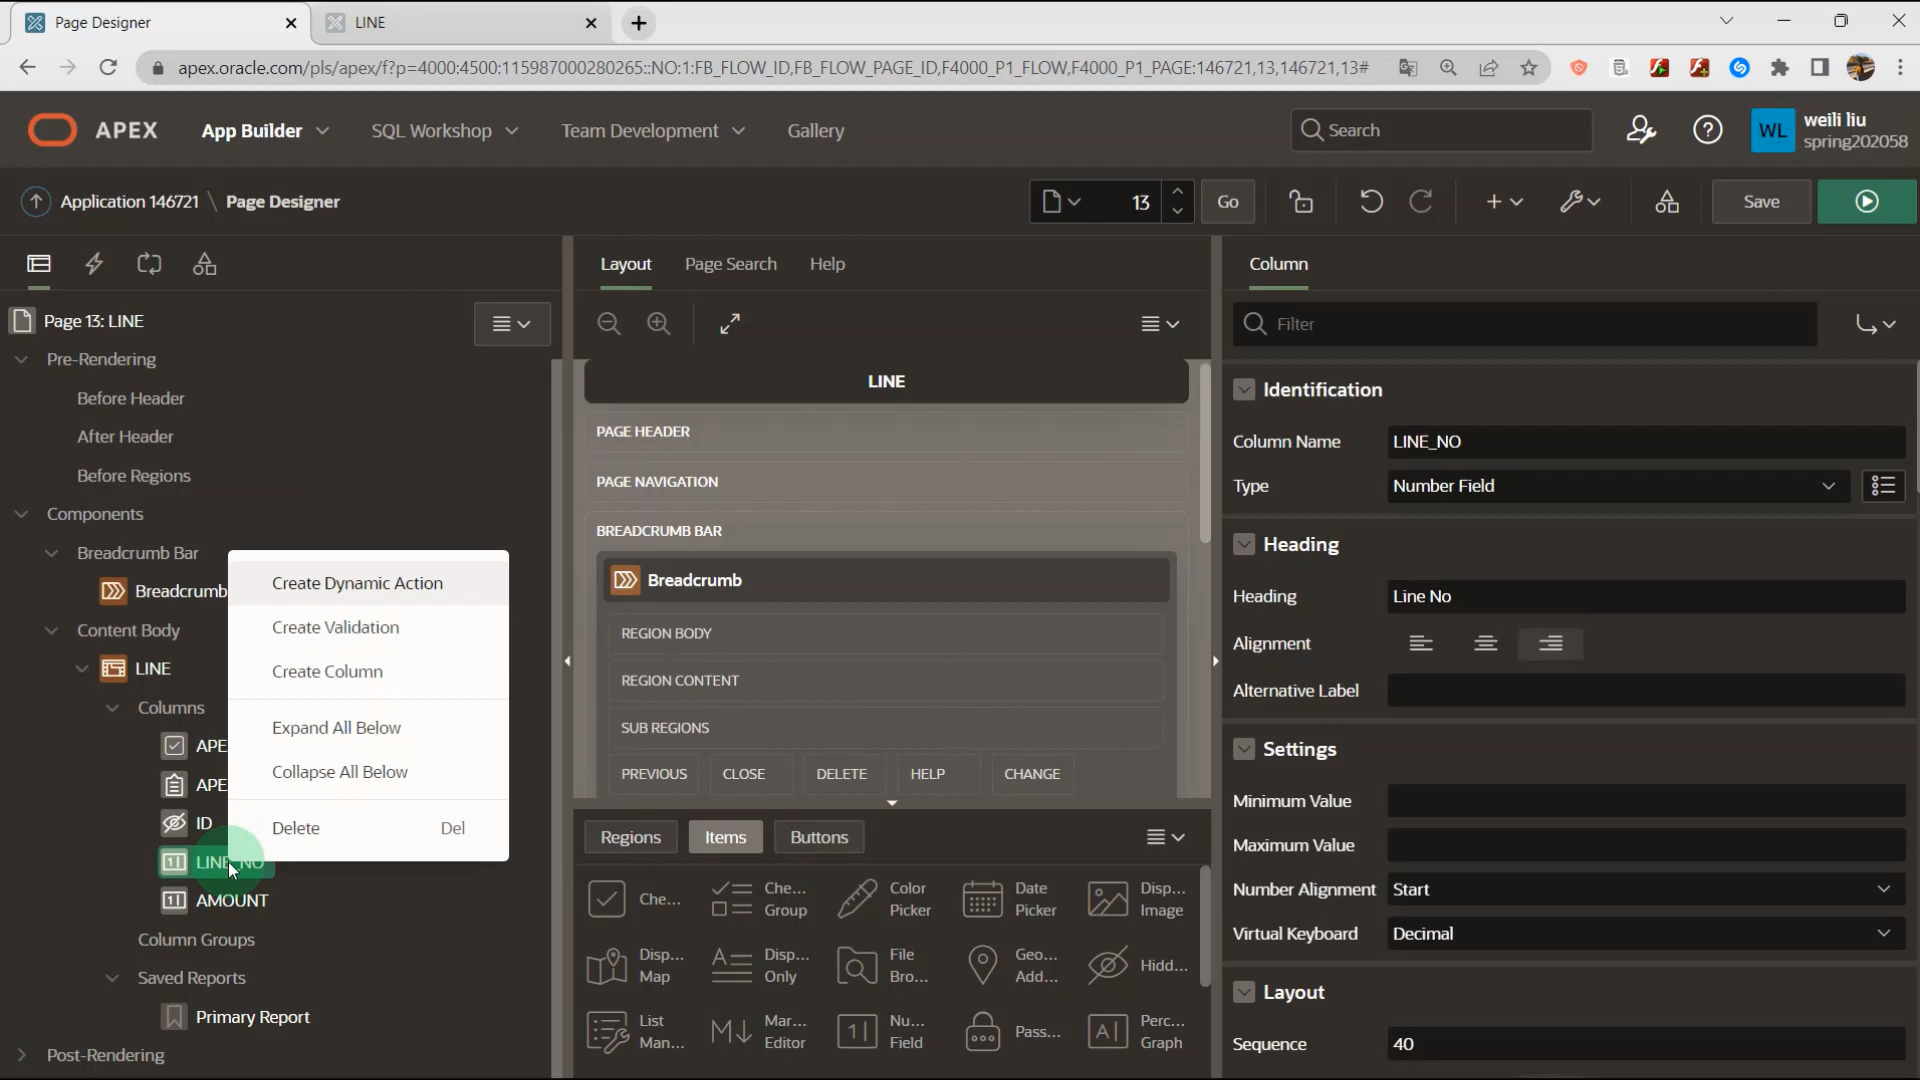 Page Designer
LINE
apex.oracle.com/pls/apex/f?p=4000:4500:115987000280265::NO:1:FB_FLOW_ID,FB_FLOW_PAGE_ID,F4000_P1_FLOW,F4000_P1_PAGE:146721,13,146721,13#
APEX
App Builder
SQL Workshop
Team Development
Gallery
Search
WL
weili liu
spring202058
Application 146721 \ Page Designer
13
Go
Save
Page 13: LINE
Pre-Rendering
Before Header
After Header
Before Regions
Components
Breadcrumb Bar
Breadcrumb
Content Body
LINE
Columns
APE
APE
ID
LINE_NO
AMOUNT
Column Groups
Saved Reports
Primary Report
Post-Rendering
Create Dynamic Action
Create Validation
Create Column
Expand All Below
Collapse All Below
Delete Del
Layout
Page Search
Help
LINE
PAGE HEADER
PAGE NAVIGATION
BREADCRUMB BAR
Breadcrumb
REGION BODY
REGION CONTENT
SUB REGIONS
PREVIOUS
CLOSE
DELETE
HELP
CHANGE
Regions
Items
Buttons
Che...
Che... Group
Color Picker
Date Picker
Disp... Image
Disp... Map
Disp... Only
File Bro...
Geo... Add...
Hidd...
List Man...
Mar... Editor
Nu... Field
Pass...
Perc... Graph
Column
Filter
Identification
Column Name LINE_NO
Type Number Field
Heading
Heading Line No
Alignment
Alternative Label
Settings
Minimum Value
Maximum Value
Number Alignment Start
Virtual Keyboard Decimal
Layout
Sequence 40